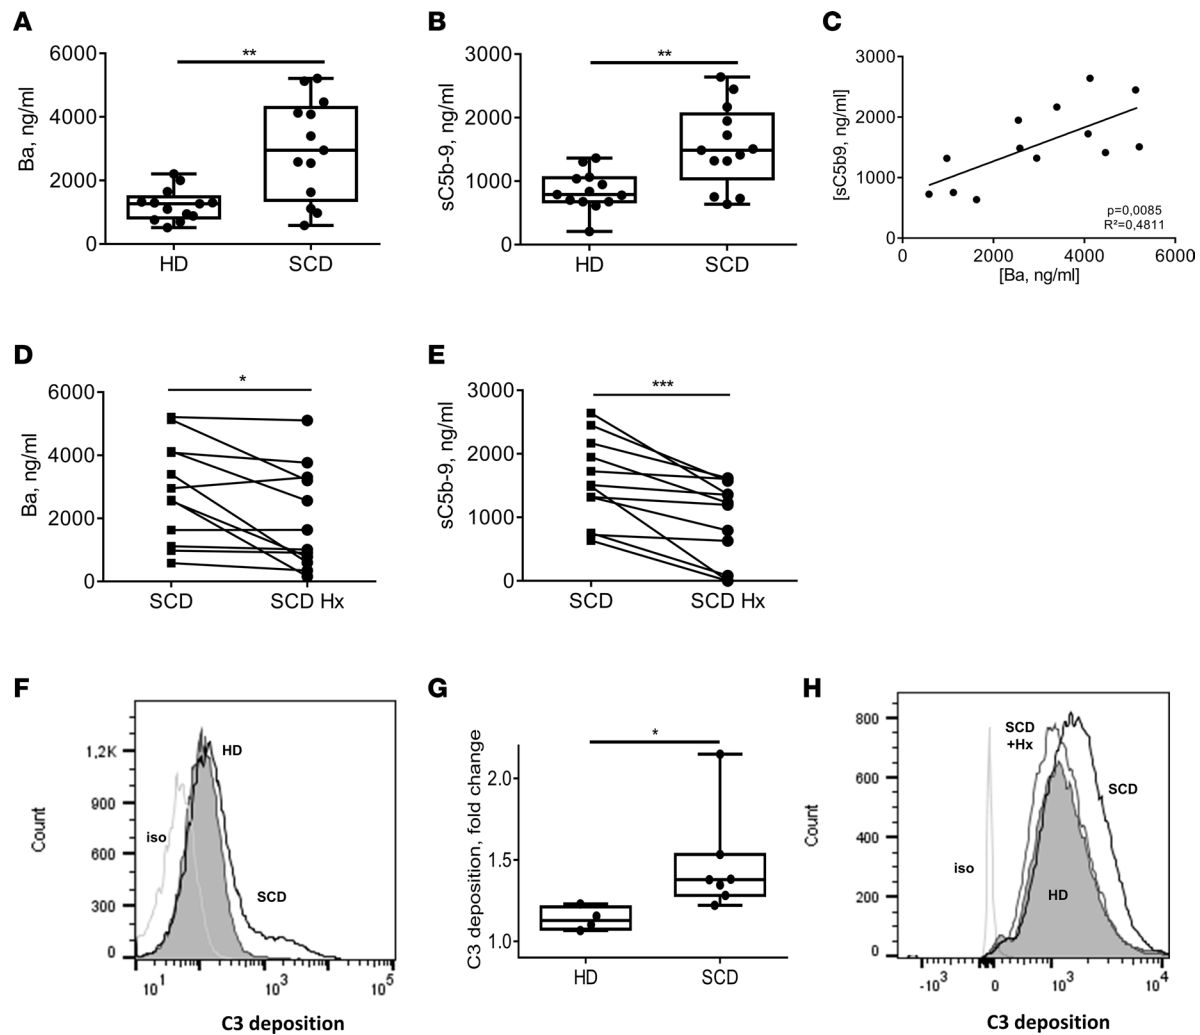 A
B
C
**
Ba, ng/ml
6000
4000
2000
0
HD
SCD
**
sC5b-9, ng/ml
3000
2000
1000
0
HD
SCD
[sC5b9, ng/ml]
3000
2000
1000
0
p=0,0085
R²=0,4811
0
2000
4000
6000
[Ba, ng/ml]
D
E
*
Ba, ng/ml
6000
4000
2000
0
SCD
SCD Hx
***
sC5b-9, ng/ml
3000
2000
1000
0
SCD
SCD Hx
F
G
H
Count
1,2K
900
600
300
0
HD
iso
SCD
10¹
10³
10⁵
C3 deposition
*
C3 deposition, fold change
2.0
1.5
1.0
HD
SCD
Count
800
600
400
200
0
SCD
+Hx
SCD
iso
HD
-10³
0
10³
10⁴
C3 deposition